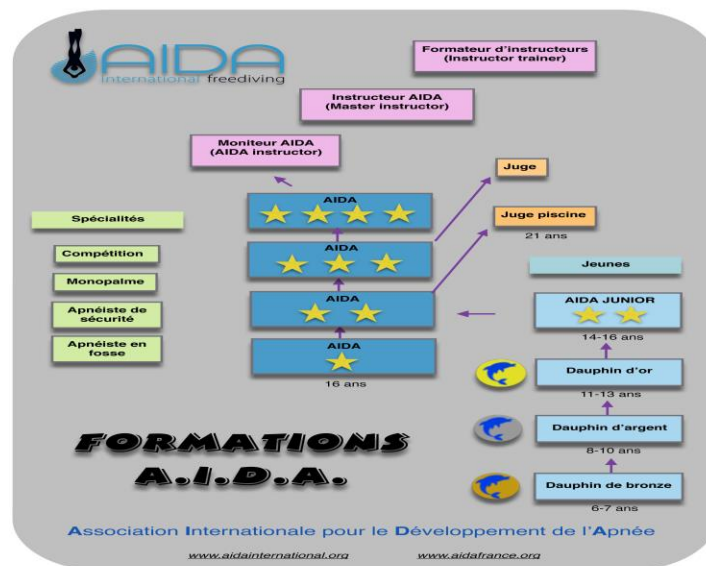 AIDA
international freediving
Formateur d'instructeurs
(Instructor trainer)
Instructeur AIDA
(Master instructor)
Moniteur AIDA
(AIDA instructor)
Juge
AIDA
Spécialités
Juge piscine
21 ans
Compétition
AIDA
Jeunes
Monopalme
AIDA
AIDA JUNIOR
14-16 ans
Apnéiste de
sécurité
Apnéiste en
fosse
AIDA
16 ans
Dauphin d'or
11-13 ans
Dauphin d'argent
8-10 ans
Dauphin de bronze
6-7 ans
FORMATIONS
A.I.D.A.
Association Internationale pour le Développement de l'Apnée
www.aidainternational.org www.aidafrance.org